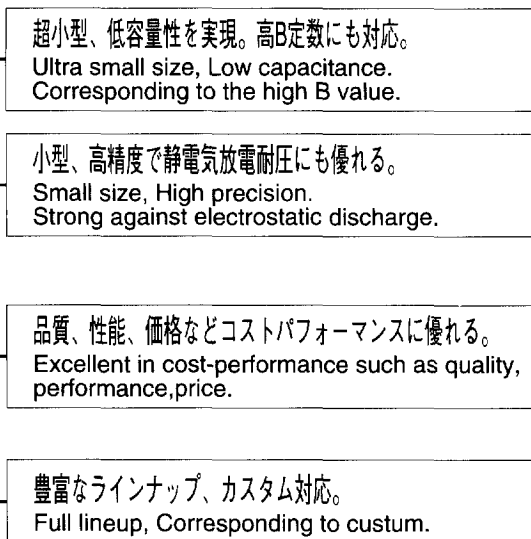 超小型、低容量性を実現。高B定数にも対応。
Ultra small size, Low capacitance.
Corresponding to the high B value.
小型、高精度で静電気放電耐圧にも優れる。
Small size, High precision.
Strong against electrostatic discharge.
品質、性能、価格などコストパフォーマンスに優れる。
Excellent in cost-performance such as quality,
performance,price.
豊富なラインナップ、カスタム対応。
Full lineup, Corresponding to custum.